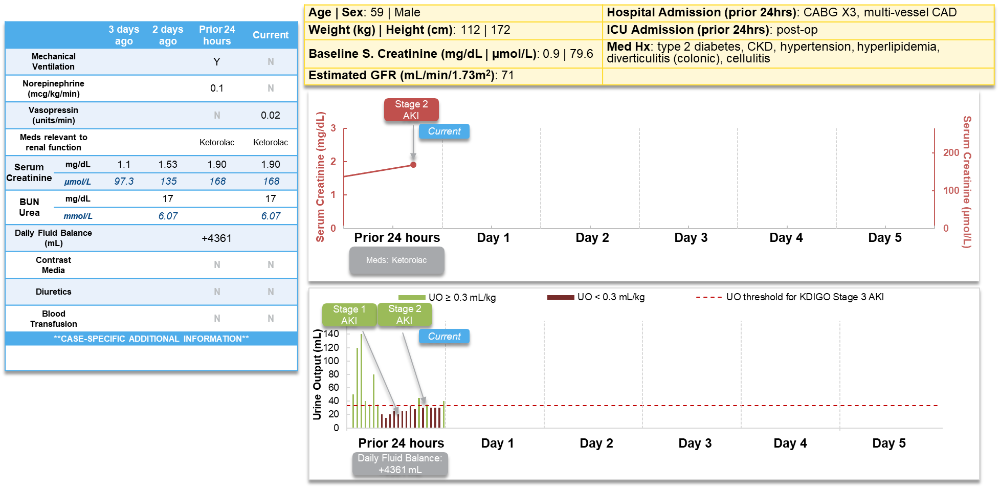 Age | Sex: 59 | Male
Hospital Admission (prior 24hrs): CABG X3, multi-vessel CAD
Weight (kg) | Height (cm): 112 | 172
ICU Admission (prior 24hrs): post-op
Baseline S. Creatinine (mg/dL | µmol/L): 0.9 | 79.6
Med Hx: type 2 diabetes, CKD, hypertension, hyperlipidemia,
diverticulitis (colonic), cellulitis
Estimated GFR (mL/min/1.73m²): 71
3 days ago 2 days ago Prior 24 hours Current
Mechanical Ventilation Y N
Norepinephrine (mcg/kg/min) 0.1 N
Vasopressin (units/min) N 0.02
Meds relevant to renal function Ketorolac Ketorolac
Serum Creatinine mg/dL 1.1 1.53 1.90 1.90
µmol/L 97.3 135 168 168
BUN Urea mg/dL 17 17
mmol/L 6.07 6.07
Daily Fluid Balance (mL) +4361
Contrast Media N N
Diuretics N N
Blood Transfusion N N
**CASE-SPECIFIC ADDITIONAL INFORMATION**
Stage 2
AKI
Current
Serum Creatinine (mg/dL)
3
2
1
0
Serum Creatinine (µmol/L)
200
100
0
Prior 24 hours Day 1 Day 2 Day 3 Day 4 Day 5
Meds: Ketorolac
UO ≥ 0.3 mL/kg UO < 0.3 mL/kg UO threshold for KDIGO Stage 3 AKI
Stage 1
AKI
Stage 2
AKI
Current
Urine Output (mL)
140
120
100
80
60
40
20
0
Prior 24 hours Day 1 Day 2 Day 3 Day 4 Day 5
Daily Fluid Balance:
+4361 mL